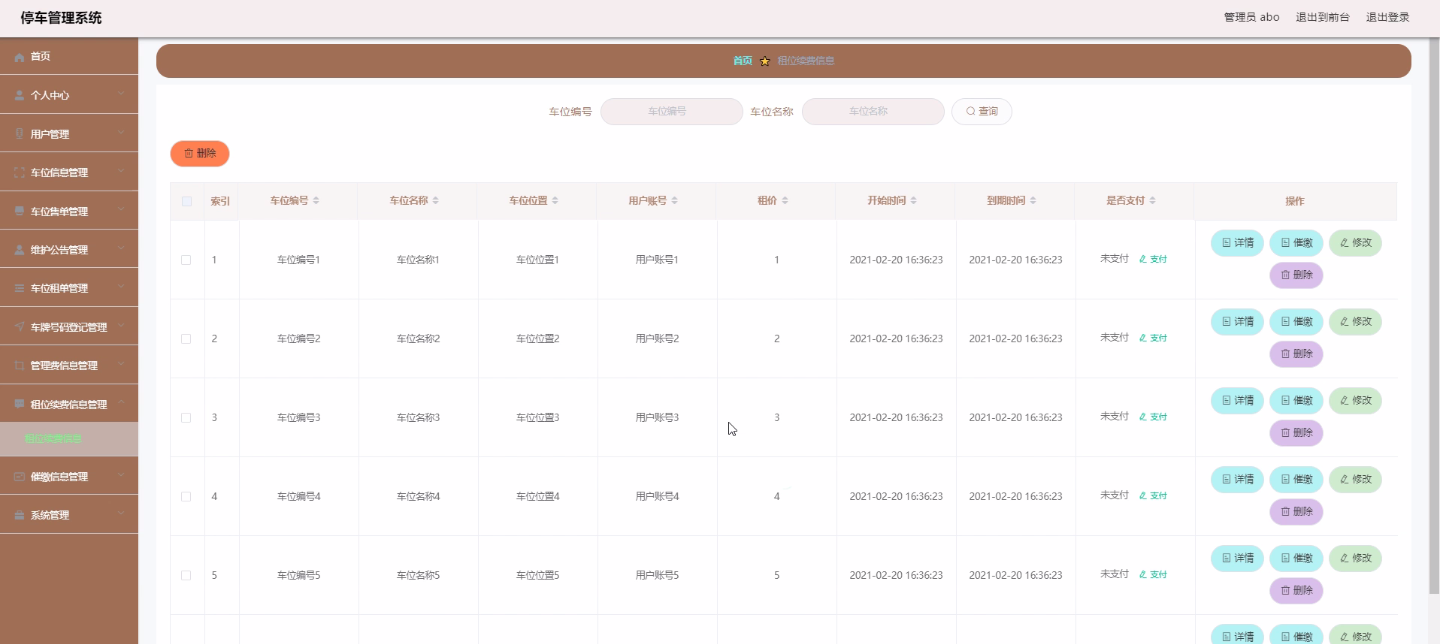 停车管理系统
管理员 abo 退出到前台 退出登录
首页
个人中心
用户管理
车位信息管理
车位售单管理
维护公告管理
车位租单管理
车牌号码登记管理
管理费信息管理
租位续费信息管理
租位续费信息
催缴信息管理
系统管理
首页 租位续费信息
车位编号 车位编号 车位名称 车位名称 查询
删除
索引 车位编号 车位名称 车位位置 用户账号 租价 开始时间 到期时间 是否支付 操作
1 车位编号1 车位名称1 车位位置1 用户账号1 1 2021-02-20 16:36:23 2021-02-20 16:36:23 未支付 支付 详情 催缴 修改
删除
2 车位编号2 车位名称2 车位位置2 用户账号2 2 2021-02-20 16:36:23 2021-02-20 16:36:23 未支付 支付 详情 催缴 修改
删除
3 车位编号3 车位名称3 车位位置3 用户账号3 3 2021-02-20 16:36:23 2021-02-20 16:36:23 未支付 支付 详情 催缴 修改
删除
4 车位编号4 车位名称4 车位位置4 用户账号4 4 2021-02-20 16:36:23 2021-02-20 16:36:23 未支付 支付 详情 催缴 修改
删除
5 车位编号5 车位名称5 车位位置5 用户账号5 5 2021-02-20 16:36:23 2021-02-20 16:36:23 未支付 支付 详情 催缴 修改
删除
详情 催缴 修改